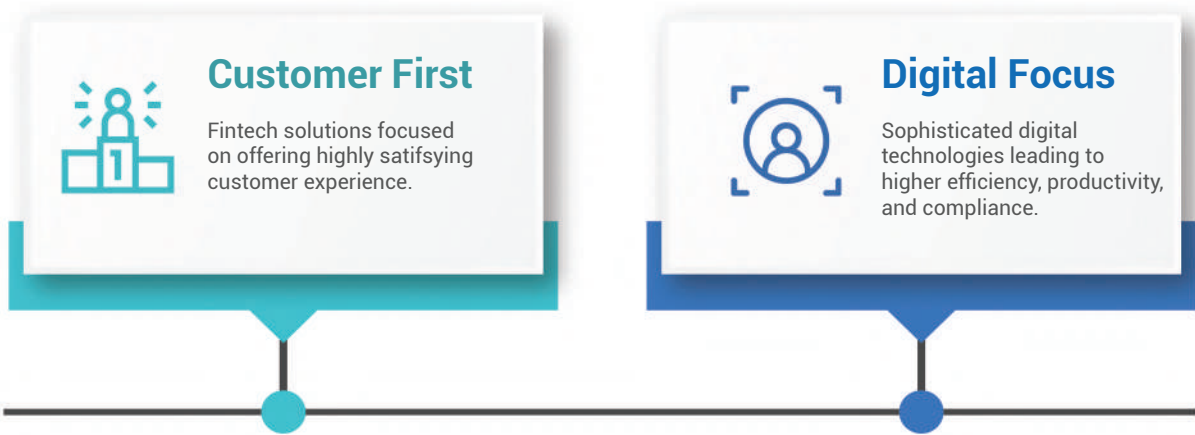 Customer First
Fintech solutions focused
on offering highly satifsying
customer experience.
1
Digital Focus
Sophisticated digital
technologies leading to
higher efficiency, productivity,
and compliance.